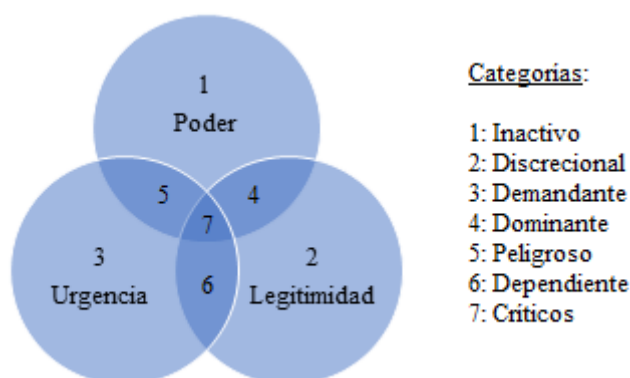 1
Poder
5
4
7
3
Urgencia
6
2
Legitimidad
Categorías:
1: Inactivo
2: Discrecional
3: Demandante
4: Dominante
5: Peligroso
6: Dependiente
7: Críticos